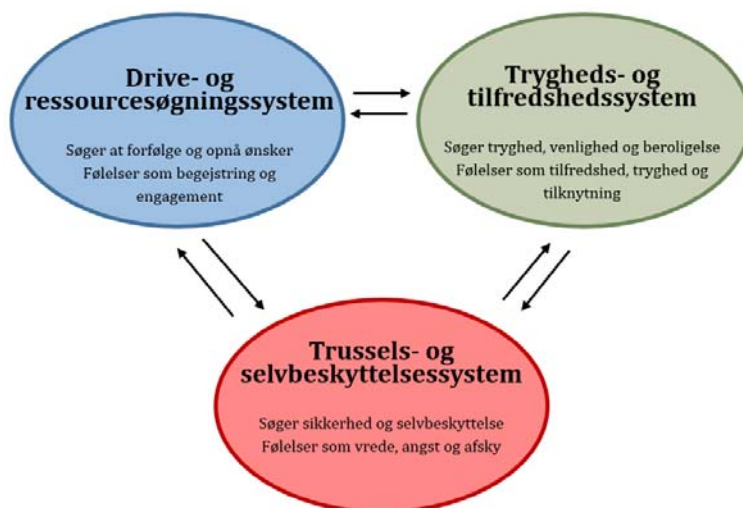 Drive- og
ressourcesøgningssystem
Søger at forfølge og opnå ønsker
Følelser som begejstring og
engagement
Trygheds- og
tilfredshedssystem
Søger tryghed, venlighed og beroligelse
Følelser som tilfredshed, tryghed og
tilknytning
Trussels- og
selvbeskyttelsessystem
Søger sikkerhed og selvbeskyttelse
Følelser som vrede, angst og afsky